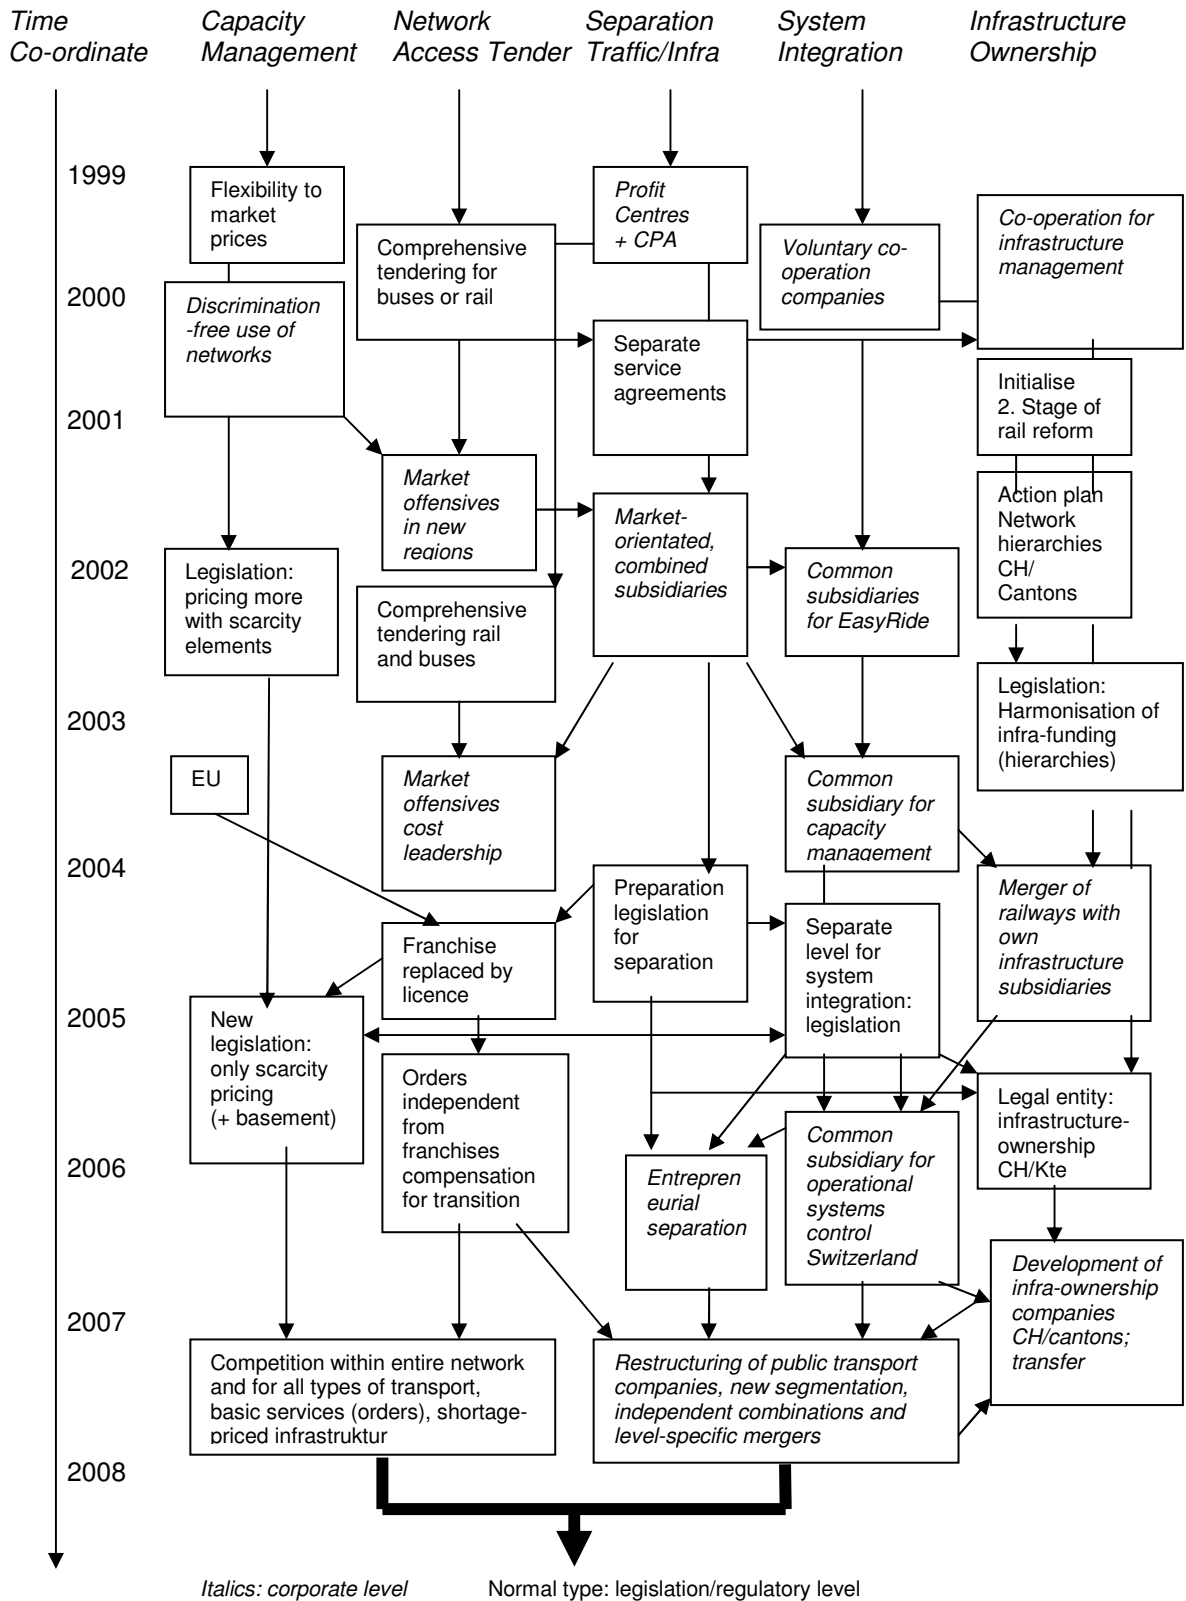 Time
Co-ordinate
Capacity
Management
Network
Access Tender
Separation
Traffic/Infra
System
Integration
Infrastructure
Ownership
1999
Flexibility to
market
prices
Profit
Centres
+ CPA
Comprehensive
tendering for
buses or rail
Voluntary co-
operation
companies
Co-operation for
infrastructure
management
2000
Discrimination
-free use of
networks
Separate
service
agreements
Initialise
2. Stage of
rail reform
2001
Market
offensives
in new
regions
Market-
orientated,
combined
subsidiaries
Action plan
Network
hierarchies
CH/
Cantons
2002
Legislation:
pricing more
with scarcity
elements
Common
subsidiaries
for EasyRide
Comprehensive
tendering rail
and buses
Legislation:
Harmonisation of
infra-funding
(hierarchies)
2003
EU
Market
offensives
cost
leadership
Common
subsidiary for
capacity
management
2004
Preparation
legislation
for
separation
Merger of
railways with
own
infrastructure
subsidiaries
Franchise
replaced by
licence
Separate
level for
system
integration:
legislation
2005
New
legislation:
only scarcity
pricing
(+ basement)
Orders
independent
from
franchises
compensation
for transition
Legal entity:
infrastructure-
ownership
CH/Kte
Common
subsidiary for
operational
systems
control
Switzerland
2006
Entrepren
eurial
separation
Development of
infra-ownership
companies
CH/cantons;
transfer
2007
Competition within entire network
and for all types of transport,
basic services (orders), shortage-
priced infrastruktur
Restructuring of public transport
companies, new segmentation,
independent combinations and
level-specific mergers
2008
Italics: corporate level
Normal type: legislation/regulatory level